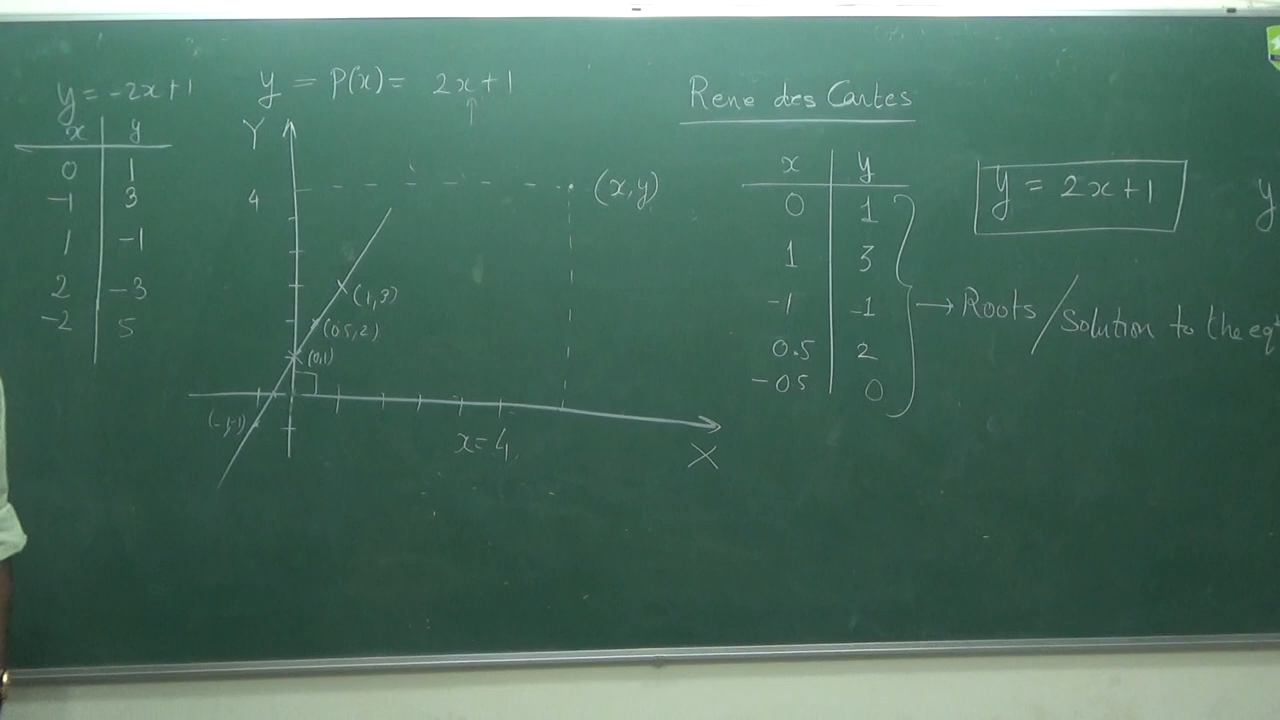 y = -2x+1
x y
0 1
-1 3
1 -1
2 -3
-2 5
y = P(x) = 2x+1
Y
4
(x,y)
(1,3)
(0.5,2)
(0,1)
(-1,-1)
x=4
X
Rene des Cartes
x y
0 1
1 3
-1 -1
0.5 2
-0.5 0
y = 2x+1
y
→ Roots / Solution to the eq